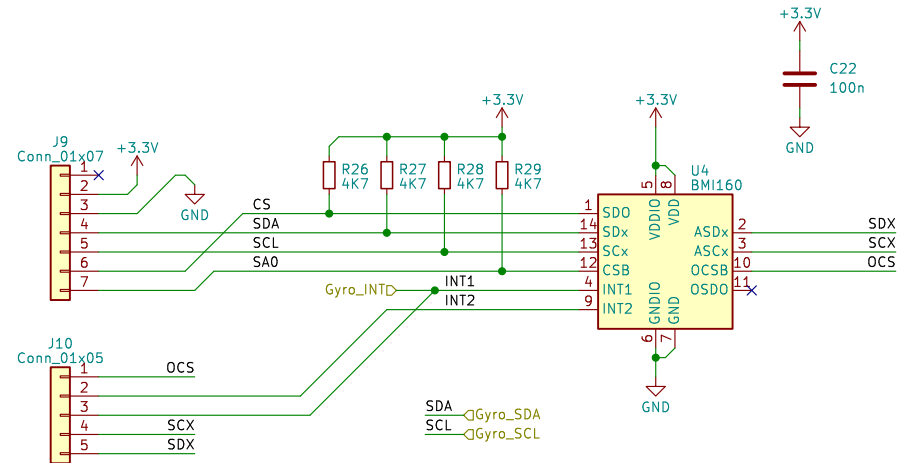 +3.3V
C22
100n
GND
+3.3V
+3.3V
J9
Conn_01x07
+3.3V
R26
4K7
R27
4K7
R28
4K7
R29
4K7
U4
BMI160
1
2
3
4
5
6
7
GND
CS
SDA
SCL
SA0
INT1
INT2
Gyro_INT
1
14
13
12
4
9
5
8
VDDIO
VDD
SDO
SDx
SCx
CSB
INT1
INT2
ASDx
ASCx
OCSB
OSDO
GNDIO
GND
2
3
10
11
SDX
SCX
OCS
6
7
GND
J10
Conn_01x05
1
2
3
4
5
OCS
SCX
SDX
SDA
Gyro_SDA
SCL
Gyro_SCL